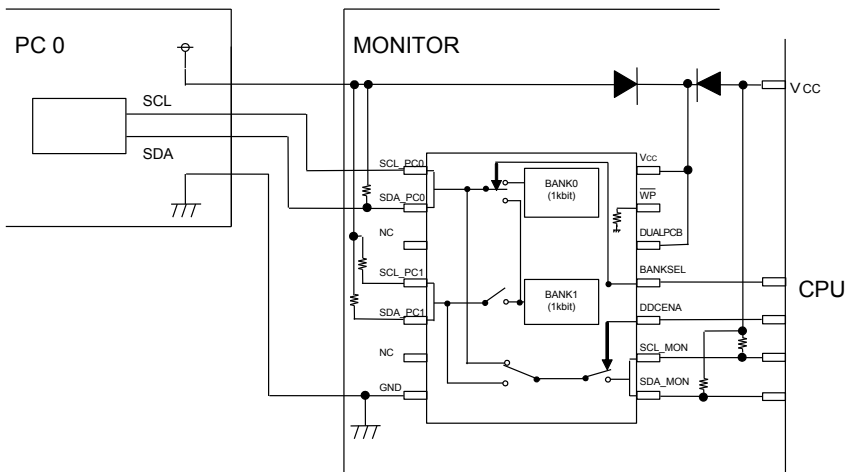 PC 0
MONITOR
SCL
SDA
V CC
SCL_PC0
SDA_PC0
NC
SCL_PC1
SDA_PC1
NC
GND
BANK0
(1kbit)
BANK1
(1kbit)
Vcc
WP
DUALPCB
BANKSEL
DDCENA
SCL_MON
SDA_MON
CPU